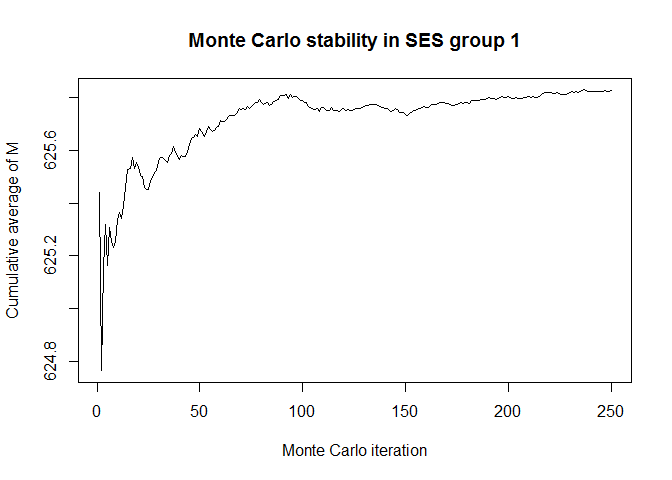 Monte Carlo stability in SES group 1
Cumulative average of M
625.6
625.2
624.8
0 50 100 150 200 250
Monte Carlo iteration